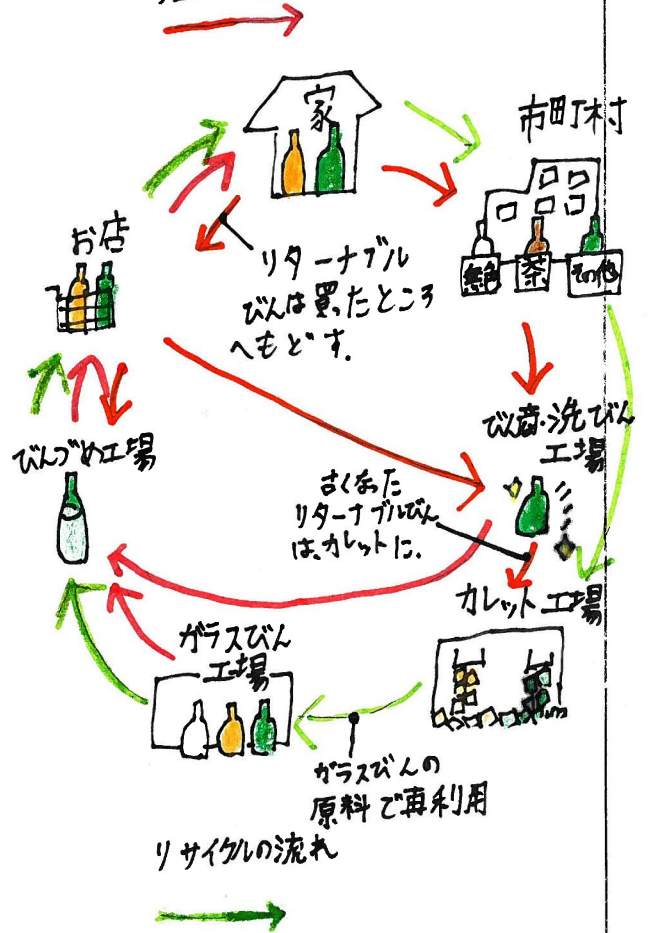 家
市町村
無色
茶
その他
お店
リターナブル
びんは買ったところ
へもどす.
びん商・洗びん
工場
びんづめ工場
古くなった
リターナブルびん
は、カレットに.
カレット工場
ガラスびん
工場
ガラスびんの
原料で再利用
リサイクルの流れ